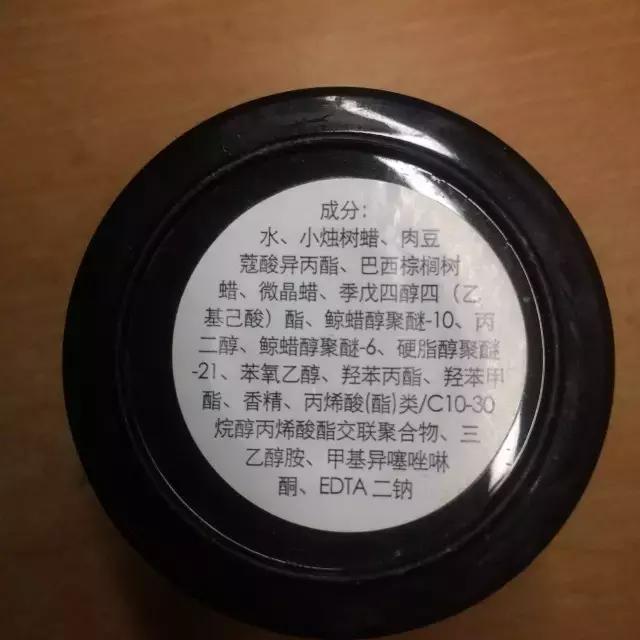 成分：
水、小烛树蜡、肉豆
蔻酸异丙酯、巴西棕榈树
蜡、微晶蜡、季戊四醇四（乙
基己酸）酯、鲸蜡醇聚醚-10、丙
二醇、鲸蜡醇聚醚-6、硬脂醇聚醚
-21、苯氧乙醇、羟苯丙酯、羟苯甲
酯、香精、丙烯酸(酯)类/C10-30
烷醇丙烯酸酯交联聚合物、三
乙醇胺、甲基异噻唑啉
酮、EDTA 二钠